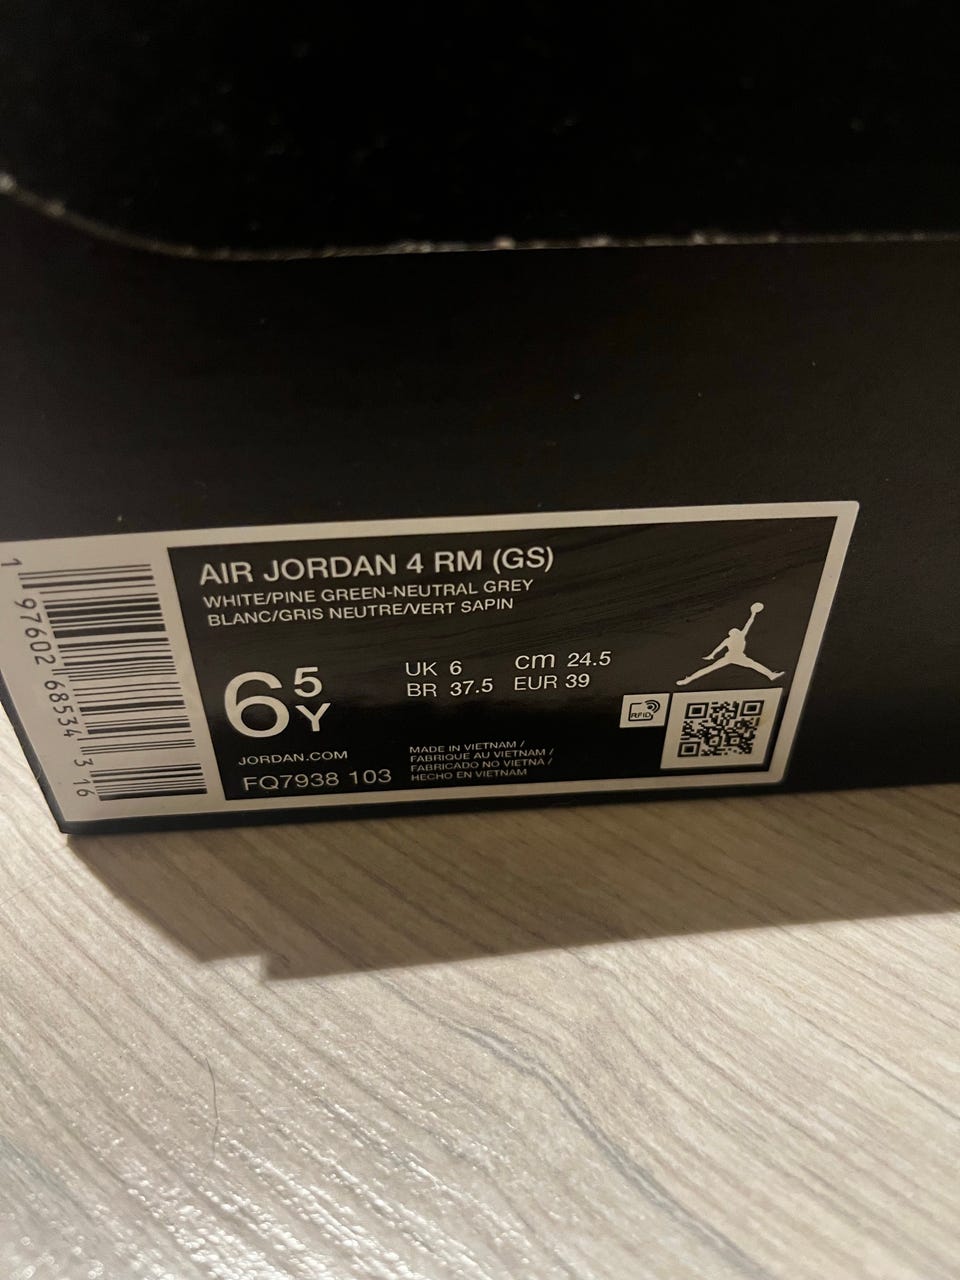 AIR JORDAN 4 RM (GS)
WHITE/PINE GREEN-NEUTRAL GREY
BLANC/GRIS NEUTRE/VERT SAPIN
6 5 Y
UK 6 cm 24.5
BR 37.5 EUR 39
RFID
JORDAN.COM
FQ7938 103
MADE IN VIETNAM /
FABRIQUE AU VIETNAM /
FABRICADO NO VIETNA /
HECHO EN VIETNAM
1 97602 68534 3 16